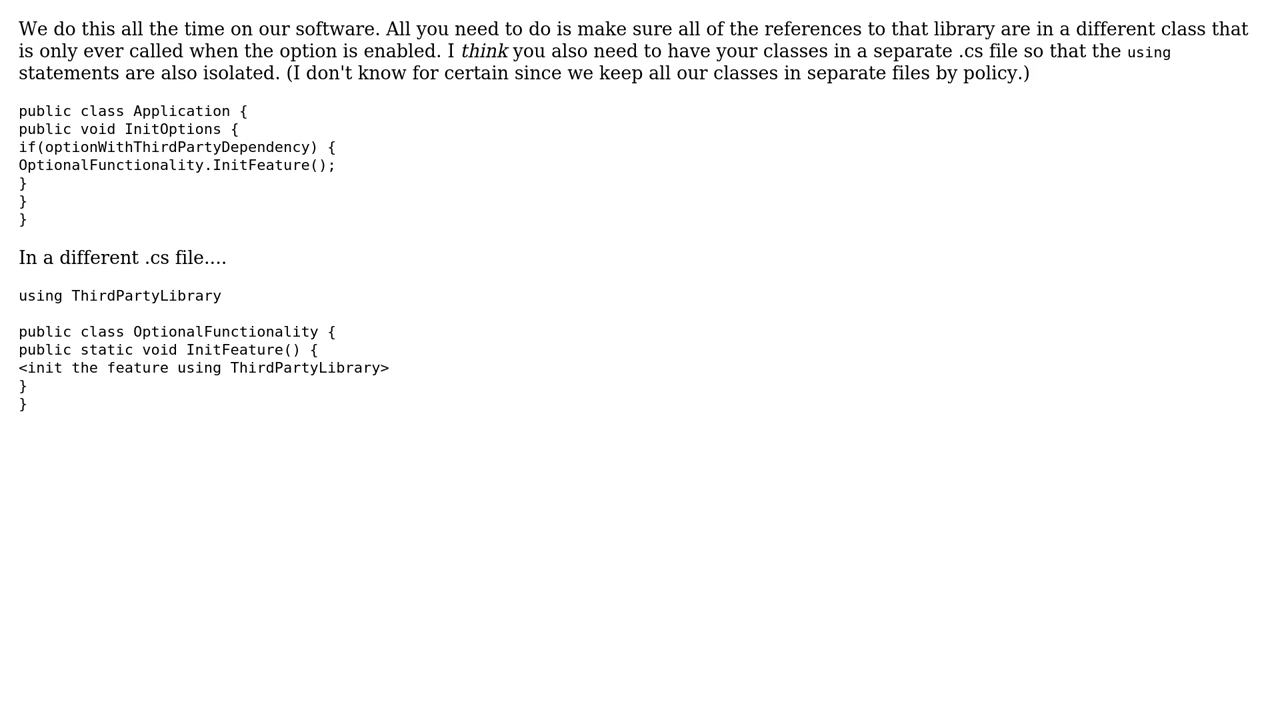 We do this all the time on our software. All you need to do is make sure all of the references to that library are in a different class that
is only ever called when the option is enabled. I think you also need to have your classes in a separate .cs file so that the using
statements are also isolated. (I don't know for certain since we keep all our classes in separate files by policy.)
public class Application {
public void InitOptions {
if(optionWithThirdPartyDependency) {
OptionalFunctionality.InitFeature();
}
}
}
In a different .cs file....
using ThirdPartyLibrary
public class OptionalFunctionality {
public static void InitFeature() {
<init the feature using ThirdPartyLibrary>
}
}